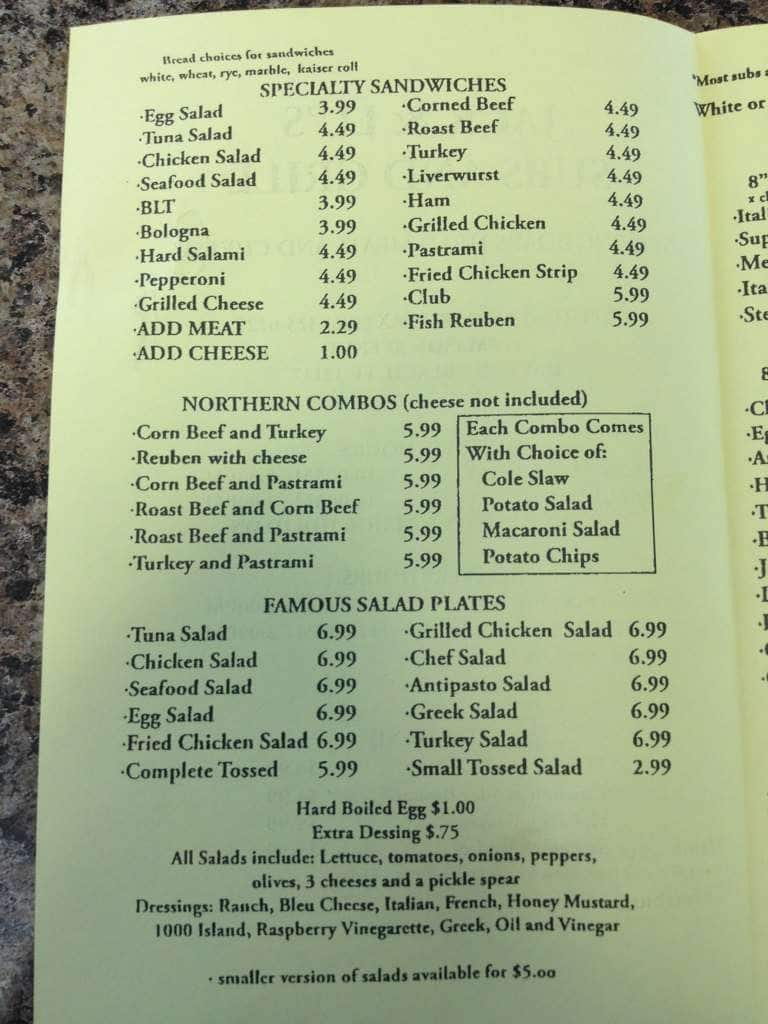 Bread choices for sandwiches
white, wheat, rye, marble, kaiser roll
SPECIALTY SANDWICHES
·Egg Salad 3.99
·Tuna Salad 4.49
·Chicken Salad 4.49
·Seafood Salad 4.49
·BLT 3.99
·Bologna 3.99
·Hard Salami 4.49
·Pepperoni 4.49
·Grilled Cheese 4.49
·ADD MEAT 2.29
·ADD CHEESE 1.00
·Corned Beef 4.49
·Roast Beef 4.49
·Turkey 4.49
·Liverwurst 4.49
·Ham 4.49
·Grilled Chicken 4.49
·Pastrami 4.49
·Fried Chicken Strip 4.49
·Club 5.99
·Fish Reuben 5.99
NORTHERN COMBOS (cheese not included)
·Corn Beef and Turkey 5.99
·Reuben with cheese 5.99
·Corn Beef and Pastrami 5.99
·Roast Beef and Corn Beef 5.99
·Roast Beef and Pastrami 5.99
·Turkey and Pastrami 5.99
Each Combo Comes
With Choice of:
Cole Slaw
Potato Salad
Macaroni Salad
Potato Chips
FAMOUS SALAD PLATES
·Tuna Salad 6.99
·Chicken Salad 6.99
·Seafood Salad 6.99
·Egg Salad 6.99
·Fried Chicken Salad 6.99
·Complete Tossed 5.99
·Grilled Chicken Salad 6.99
·Chef Salad 6.99
·Antipasto Salad 6.99
·Greek Salad 6.99
·Turkey Salad 6.99
·Small Tossed Salad 2.99
Hard Boiled Egg $1.00
Extra Dessing $.75
All Salads include: Lettuce, tomatoes, onions, peppers,
olives, 3 cheeses and a pickle spear
Dressings: Ranch, Bleu Cheese, Italian, French, Honey Mustard,
1000 Island, Raspberry Vinegarette, Greek, Oil and Vinegar
· smaller version of salads available for $5.00
*Most subs
White or
8"